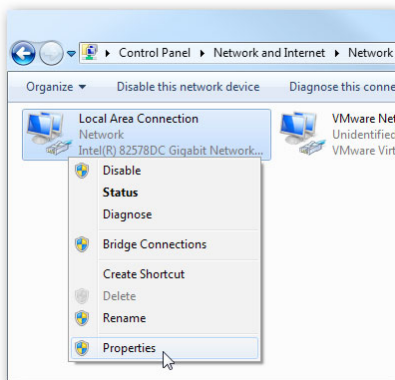 Control Panel Network and Internet Network
Organize Disable this network device Diagnose this conne
Local Area Connection
Network
Intel(R) 82578DC Gigabit Network...
VMware Net
Unidentified
VMware Virt
Disable
Status
Diagnose
Bridge Connections
Create Shortcut
Delete
Rename
Properties